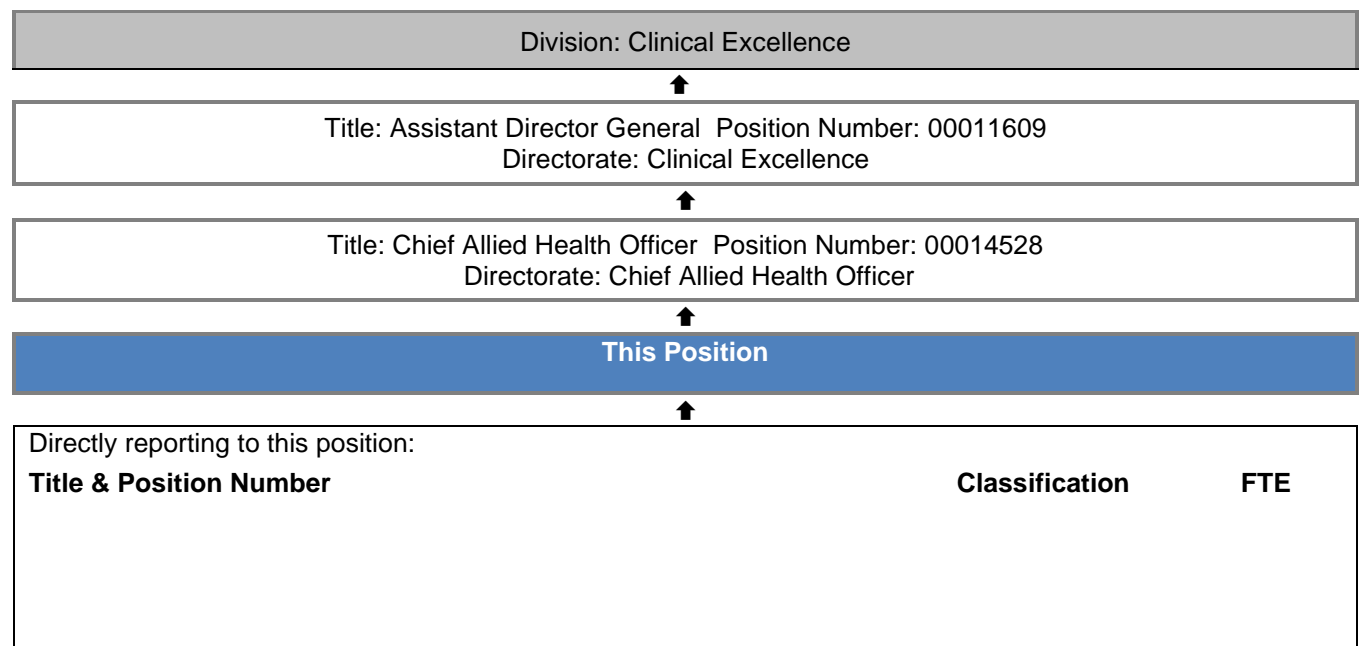 Division: Clinical Excellence
Title: Assistant Director General Position Number: 00011609
Directorate: Clinical Excellence
Title: Chief Allied Health Officer Position Number: 00014528
Directorate: Chief Allied Health Officer
This Position
Directly reporting to this position:
Title & Position Number Classification FTE